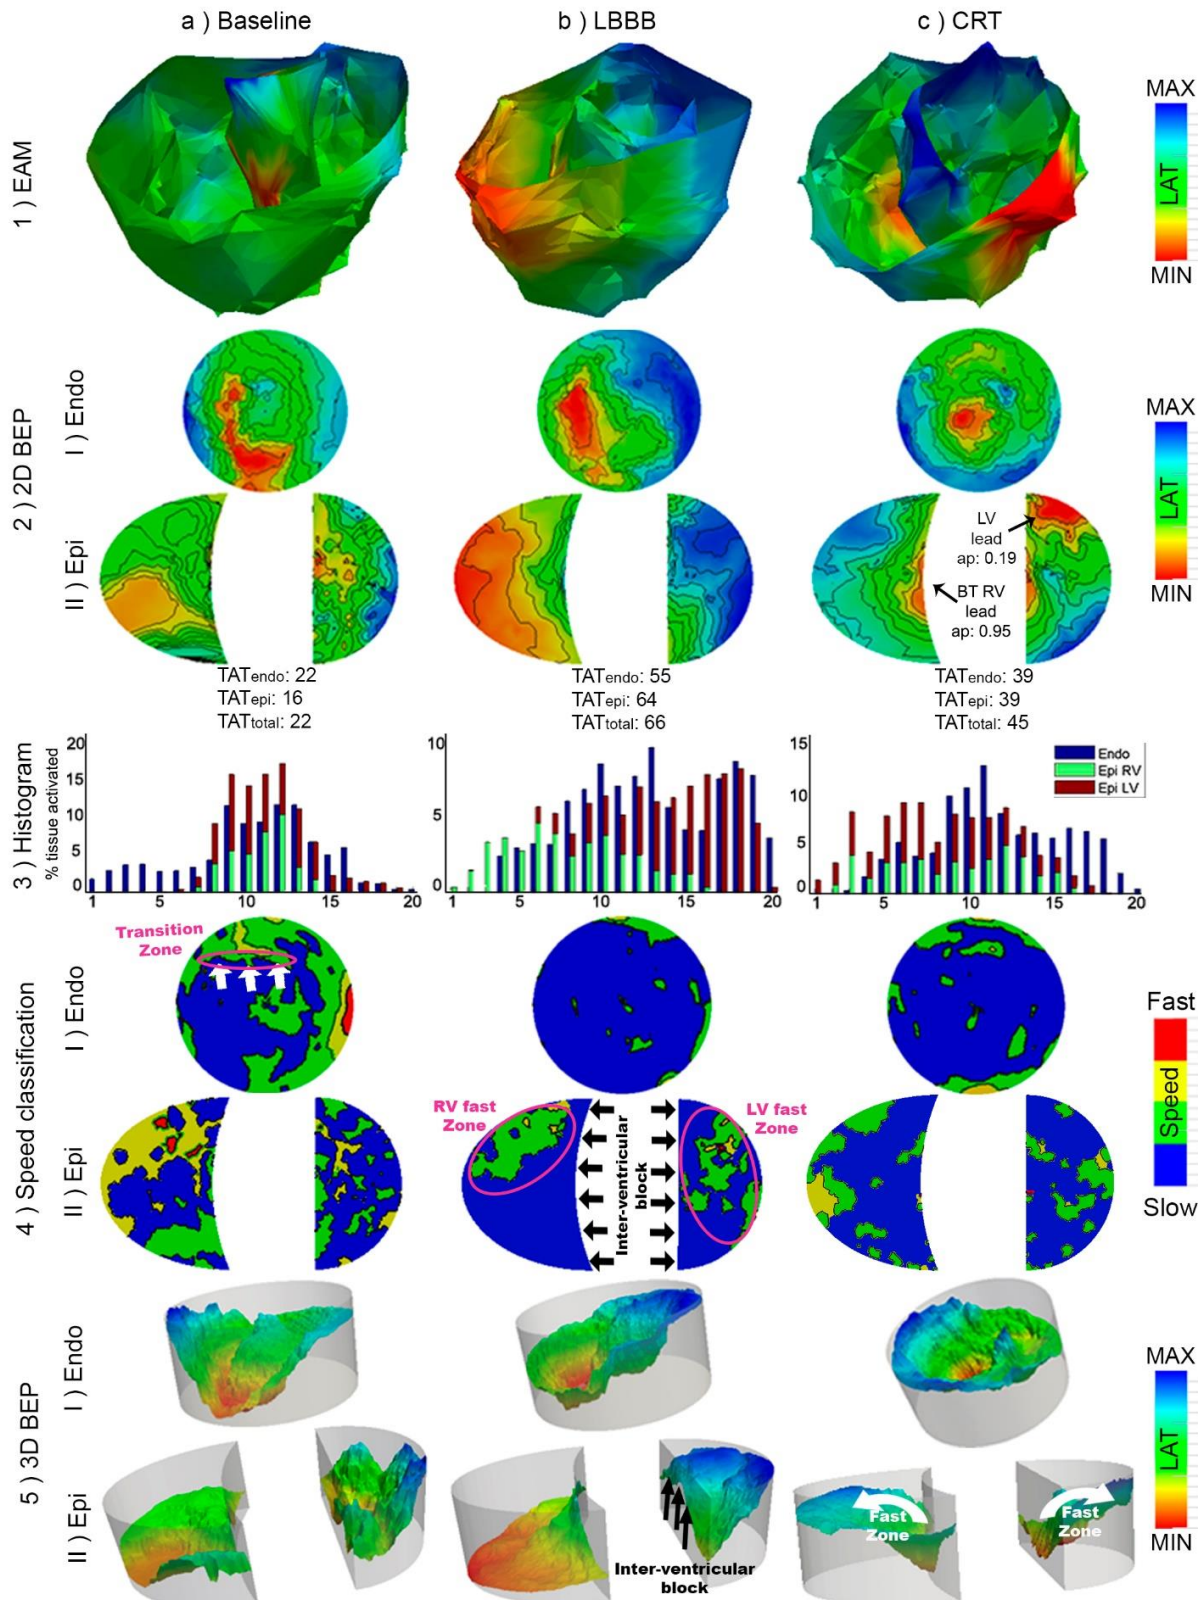 a ) Baseline
b ) LBBB
c ) CRT
1 ) EAM
MAX
LAT
MIN
2) 2D BEP
I ) Endo
II ) Epi
MAX
LAT
MIN
LV
lead
ap: 0.19
BT RV
lead
ap: 0.95
TATendo: 22
TATepi: 16
TATtotal: 22
TATendo: 55
TATepi: 64
TATtotal: 66
TATendo: 39
TATepi: 39
TATtotal: 45
3 ) Histogram
% tissue activated
20
15
10
5
0
1
5
10
15
20
10
5
0
1
5
10
15
20
15
10
5
0
1
5
10
15
20
Endo
Epi RV
Epi LV
4 ) Speed classification
I ) Endo
II ) Epi
Transition
Zone
RV fast
Zone
Inter-ventricular
block
LV fast
Zone
Fast
Speed
Slow
5 ) 3D BEP
I ) Endo
II ) Epi
Inter-ventricular
block
Fast
Zone
Fast
Zone
MAX
LAT
MIN